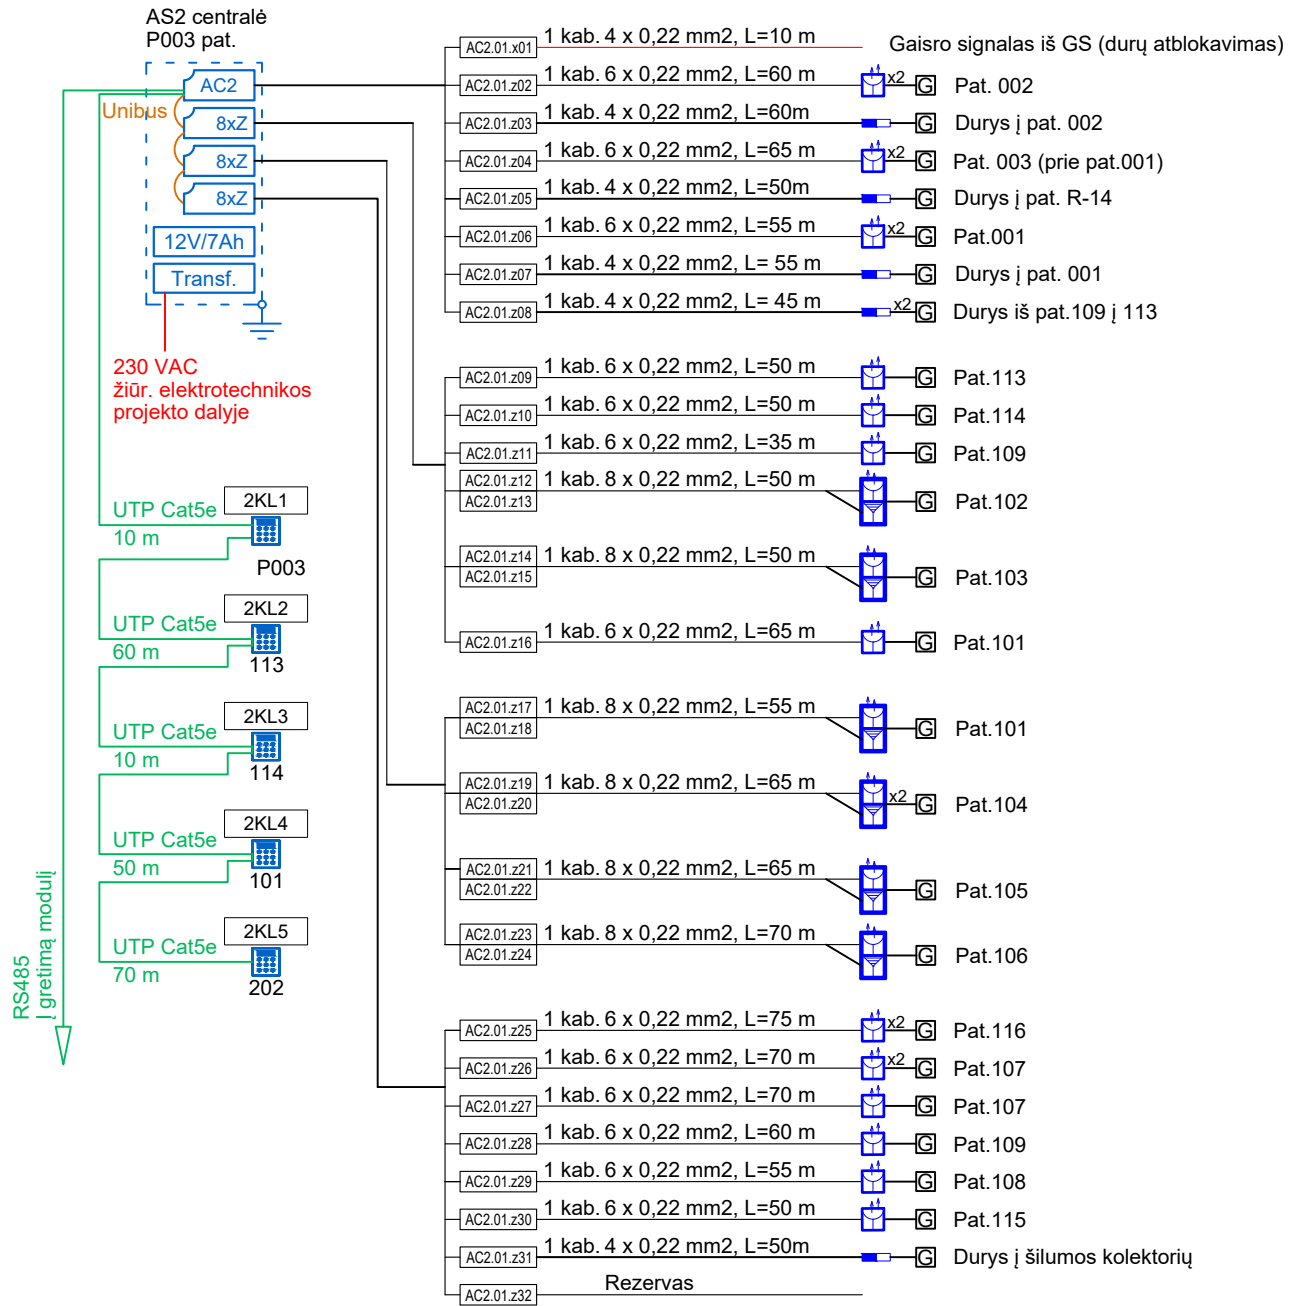 AS2 centralė
P003 pat.
AC2
Unibus
8xZ
8xZ
8xZ
12V/7Ah
Transf.
230 VAC
žiūr. elektrotechnikos
projekto dalyje
UTP Cat5e
10 m
2KL1
P003
UTP Cat5e
60 m
2KL2
113
UTP Cat5e
10 m
2KL3
114
UTP Cat5e
50 m
2KL4
101
UTP Cat5e
70 m
2KL5
202
RS485
Į gretimą modulį
AC2.01.x01 1 kab. 4 x 0,22 mm2, L=10 m Gaisro signalas iš GS (durų atblokavimas)
AC2.01.z02 1 kab. 6 x 0,22 mm2, L=60 m x2 G Pat. 002
AC2.01.z03 1 kab. 4 x 0,22 mm2, L=60m G Durys į pat. 002
AC2.01.z04 1 kab. 6 x 0,22 mm2, L=65 m x2 G Pat. 003 (prie pat.001)
AC2.01.z05 1 kab. 4 x 0,22 mm2, L=50m G Durys į pat. R-14
AC2.01.z06 1 kab. 6 x 0,22 mm2, L=55 m x2 G Pat.001
AC2.01.z07 1 kab. 4 x 0,22 mm2, L= 55 m G Durys į pat. 001
AC2.01.z08 1 kab. 4 x 0,22 mm2, L= 45 m x2 G Durys iš pat.109 į 113
AC2.01.z09 1 kab. 6 x 0,22 mm2, L=50 m G Pat.113
AC2.01.z10 1 kab. 6 x 0,22 mm2, L=50 m G Pat.114
AC2.01.z11 1 kab. 6 x 0,22 mm2, L=35 m G Pat.109
AC2.01.z12 1 kab. 8 x 0,22 mm2, L=50 m
AC2.01.z13 G Pat.102
AC2.01.z14 1 kab. 8 x 0,22 mm2, L=50 m
AC2.01.z15 G Pat.103
AC2.01.z16 1 kab. 6 x 0,22 mm2, L=65 m G Pat.101
AC2.01.z17 1 kab. 8 x 0,22 mm2, L=55 m
AC2.01.z18 G Pat.101
AC2.01.z19 1 kab. 8 x 0,22 mm2, L=65 m
AC2.01.z20 x2 G Pat.104
AC2.01.z21 1 kab. 8 x 0,22 mm2, L=65 m
AC2.01.z22 G Pat.105
AC2.01.z23 1 kab. 8 x 0,22 mm2, L=70 m
AC2.01.z24 G Pat.106
AC2.01.z25 1 kab. 6 x 0,22 mm2, L=75 m x2 G Pat.116
AC2.01.z26 1 kab. 6 x 0,22 mm2, L=70 m x2 G Pat.107
AC2.01.z27 1 kab. 6 x 0,22 mm2, L=70 m G Pat.107
AC2.01.z28 1 kab. 6 x 0,22 mm2, L=60 m G Pat.109
AC2.01.z29 1 kab. 6 x 0,22 mm2, L=55 m G Pat.108
AC2.01.z30 1 kab. 6 x 0,22 mm2, L=50 m G Pat.115
AC2.01.z31 1 kab. 4 x 0,22 mm2, L=50m G Durys į šilumos kolektorių
AC2.01.z32 Rezervas